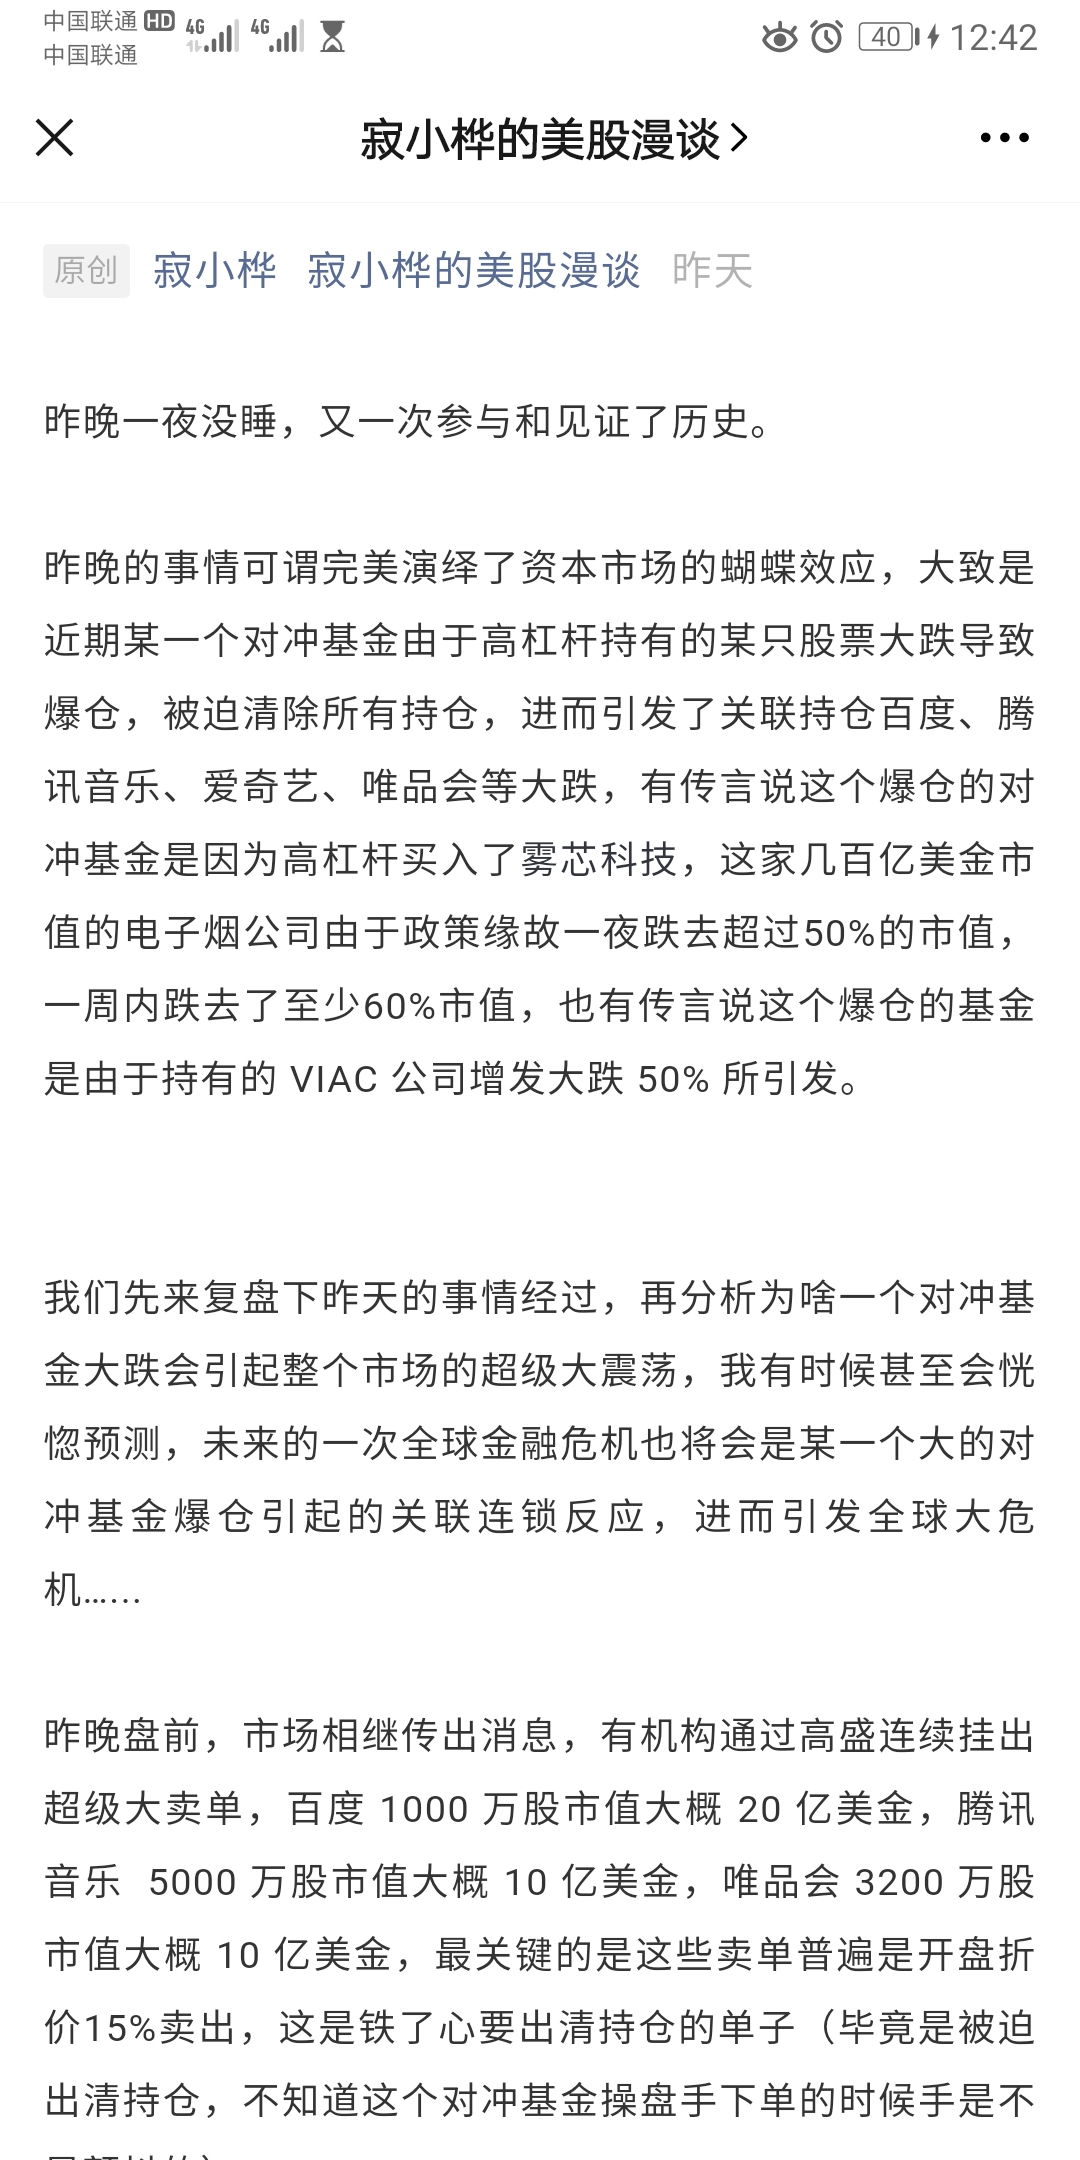 中国联通 HD 4G 4G 40 12:42
中国联通
寂小桦的美股漫谈
原创 寂小桦 寂小桦的美股漫谈 昨天
昨晚一夜没睡，又一次参与和见证了历史。
昨晚的事情可谓完美演绎了资本市场的蝴蝶效应，大致是
近期某一个对冲基金由于高杠杆持有的某只股票大跌导致
爆仓，被迫清除所有持仓，进而引发了关联持仓百度、腾
讯音乐、爱奇艺、唯品会等大跌，有传言说这个爆仓的对
冲基金是因为高杠杆买入了雾芯科技，这家几百亿美金市
值的电子烟公司由于政策缘故一夜跌去超过50%的市值，
一周内跌去了至少60%市值，也有传言说这个爆仓的基金
是由于持有的 VIAC 公司增发大跌 50% 所引发。
我们先来复盘下昨天的事情经过，再分析为啥一个对冲基
金大跌会引起整个市场的超级大震荡，我有时候甚至会恍
惚预测，未来的一次全球金融危机也将会是某一个大的对
冲基金爆仓引起的关联连锁反应，进而引发全球大危
机......
昨晚盘前，市场相继传出消息，有机构通过高盛连续挂出
超级大卖单，百度 1000 万股市值大概 20 亿美金，腾讯
音乐 5000 万股市值大概 10 亿美金，唯品会 3200 万股
市值大概 10 亿美金，最关键的是这些卖单普遍是开盘折
价15%卖出，这是铁了心要出清持仓的单子（毕竟是被迫
出清持仓，不知道这个对冲基金操盘手下单的时候手是不